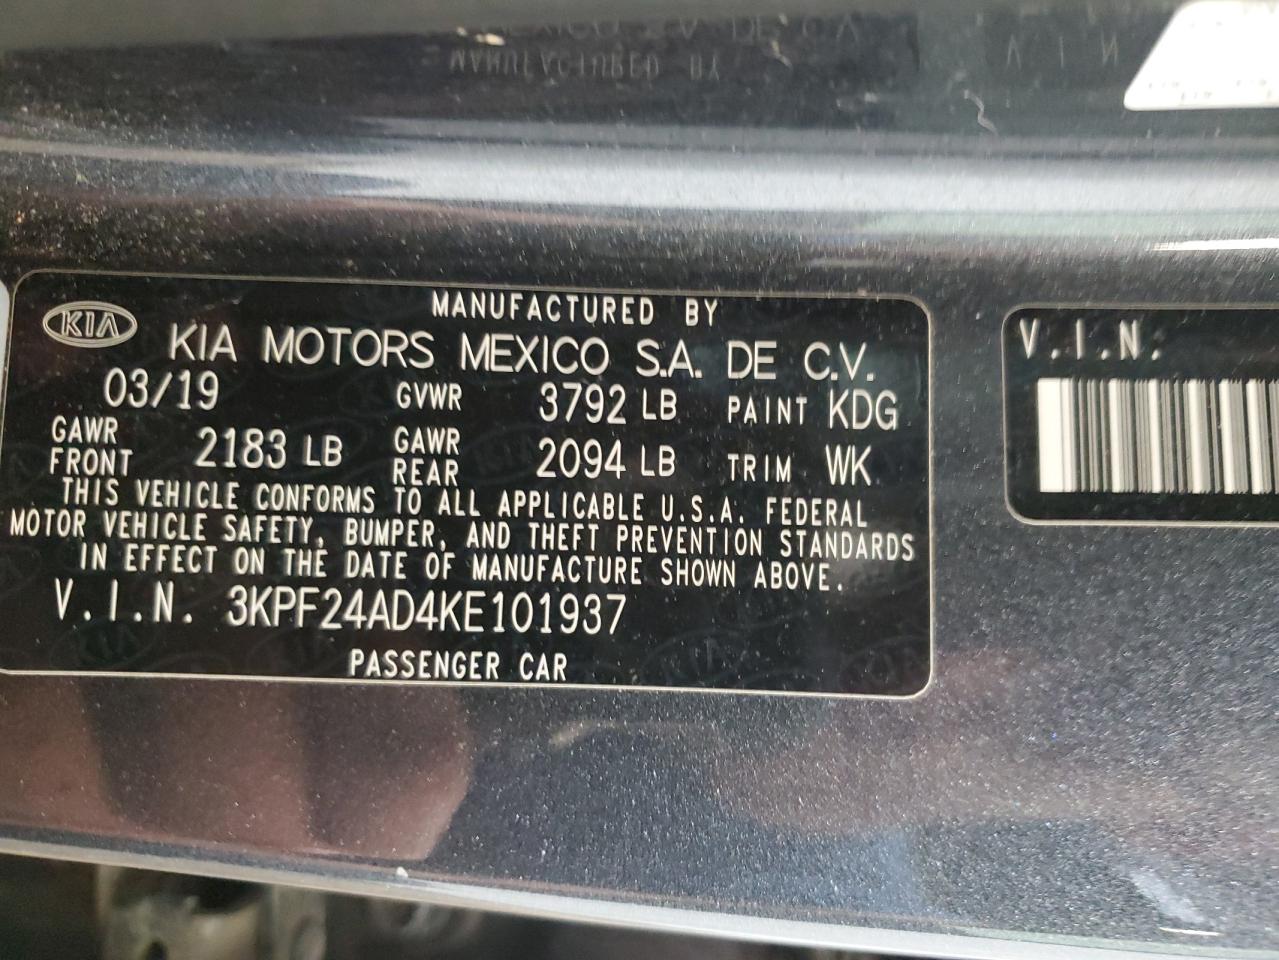 MANUFACTURED BY
KIA
KIA MOTORS MEXICO S.A. DE C.V.
03/19 GVWR 3792 LB PAINT KDG
GAWR FRONT 2183 LB GAWR REAR 2094 LB TRIM WK
THIS VEHICLE CONFORMS TO ALL APPLICABLE U.S.A. FEDERAL
MOTOR VEHICLE SAFETY, BUMPER, AND THEFT PREVENTION STANDARDS
IN EFFECT ON THE DATE OF MANUFACTURE SHOWN ABOVE.
V.I.N. 3KPF24AD4KE101937
PASSENGER CAR
V.I.N.: